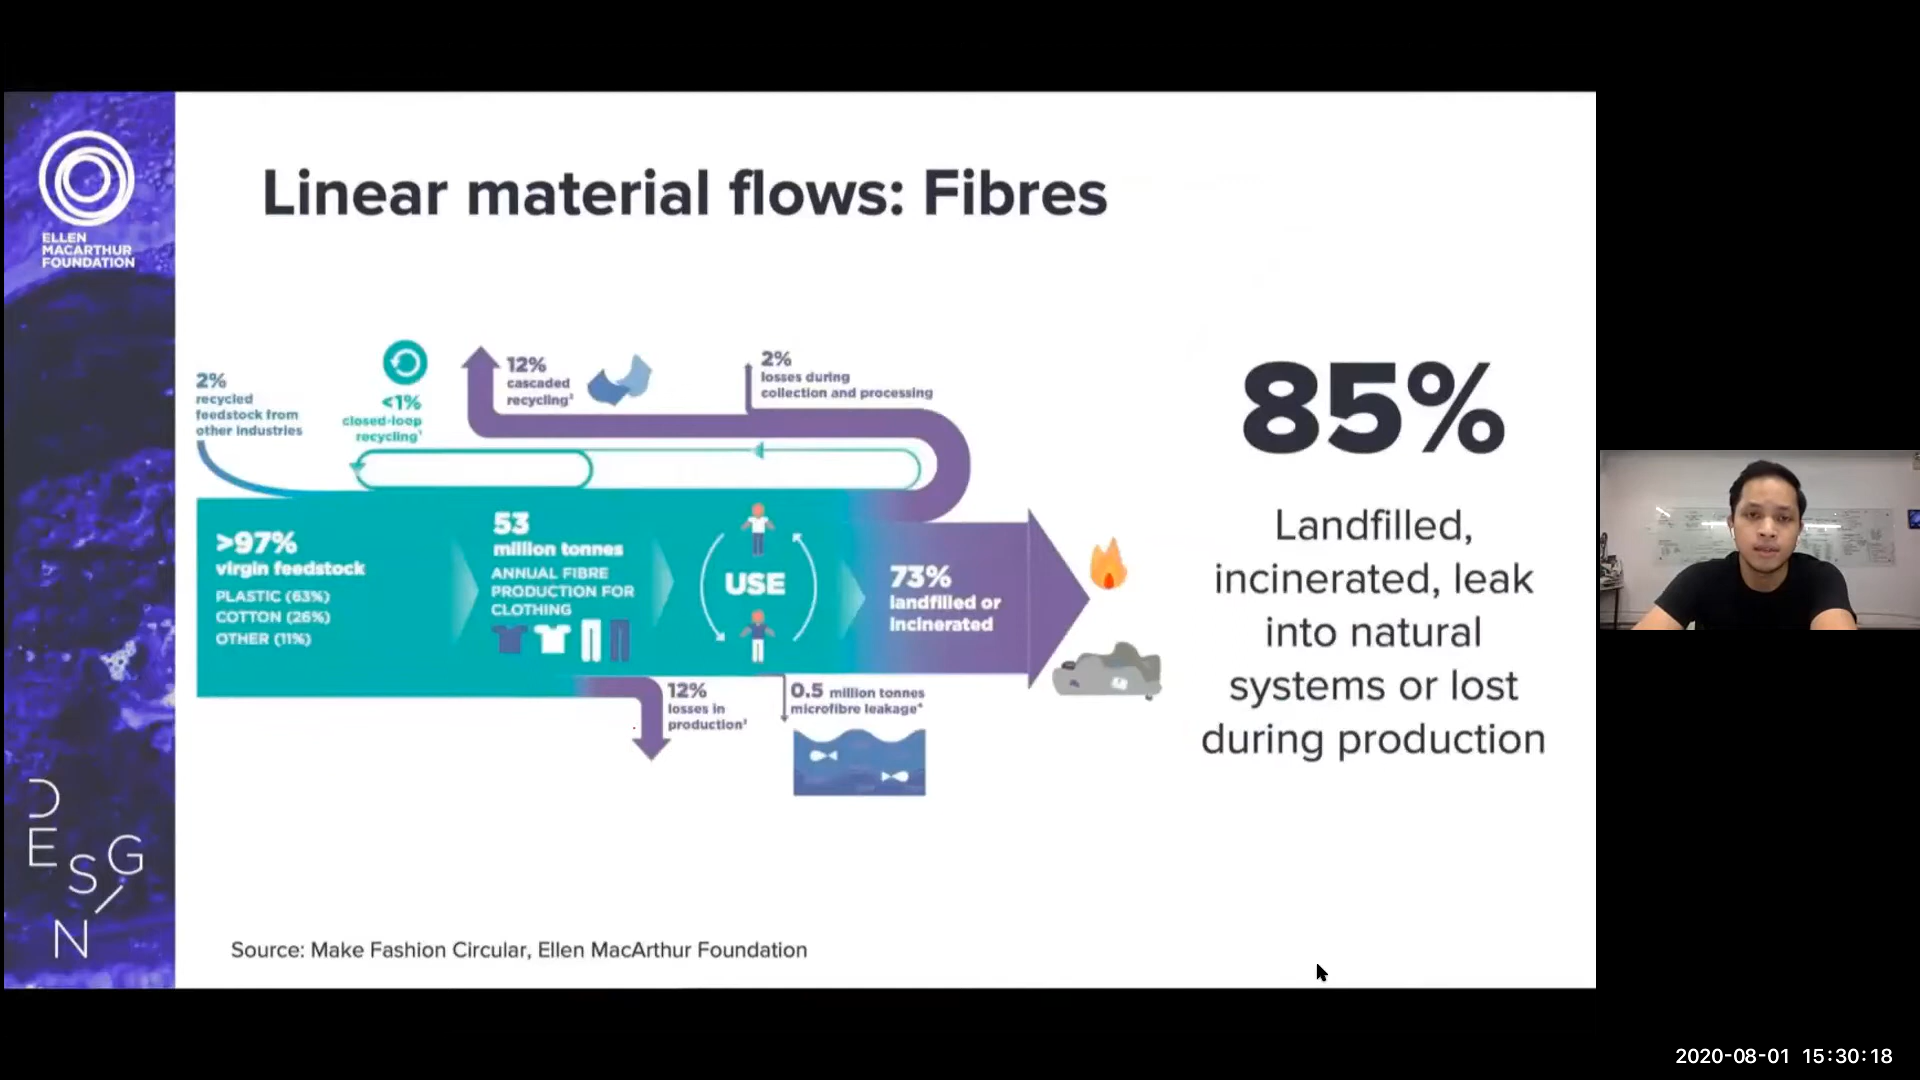 ELLEN
MACARTHUR
FOUNDATION
Linear material flows: Fibres
2%
recycled
feedstock from
other industries
<1%
closed-loop
recycling¹
12%
cascaded
recycling²
2%
losses during
collection and processing
>97%
virgin feedstock
PLASTIC (63%)
COTTON (26%)
OTHER (11%)
53
million tonnes
ANNUAL FIBRE
PRODUCTION FOR
CLOTHING
USE
73%
landfilled or
incinerated
12%
losses in
production³
0.5 million tonnes
microfibre leakage⁴
85%
Landfilled,
incinerated, leak
into natural
systems or lost
during production
DESIGN
Source: Make Fashion Circular, Ellen MacArthur Foundation
2020-08-01 15:30:18